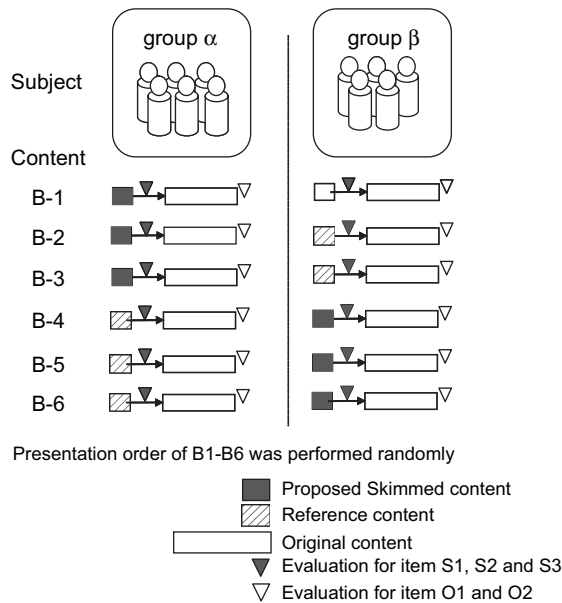 group α
group β
Subject
Content
B-1
B-2
B-3
B-4
B-5
B-6
Presentation order of B1-B6 was performed randomly
Proposed Skimmed content
Reference content
Original content
Evaluation for item S1, S2 and S3
Evaluation for item O1 and O2